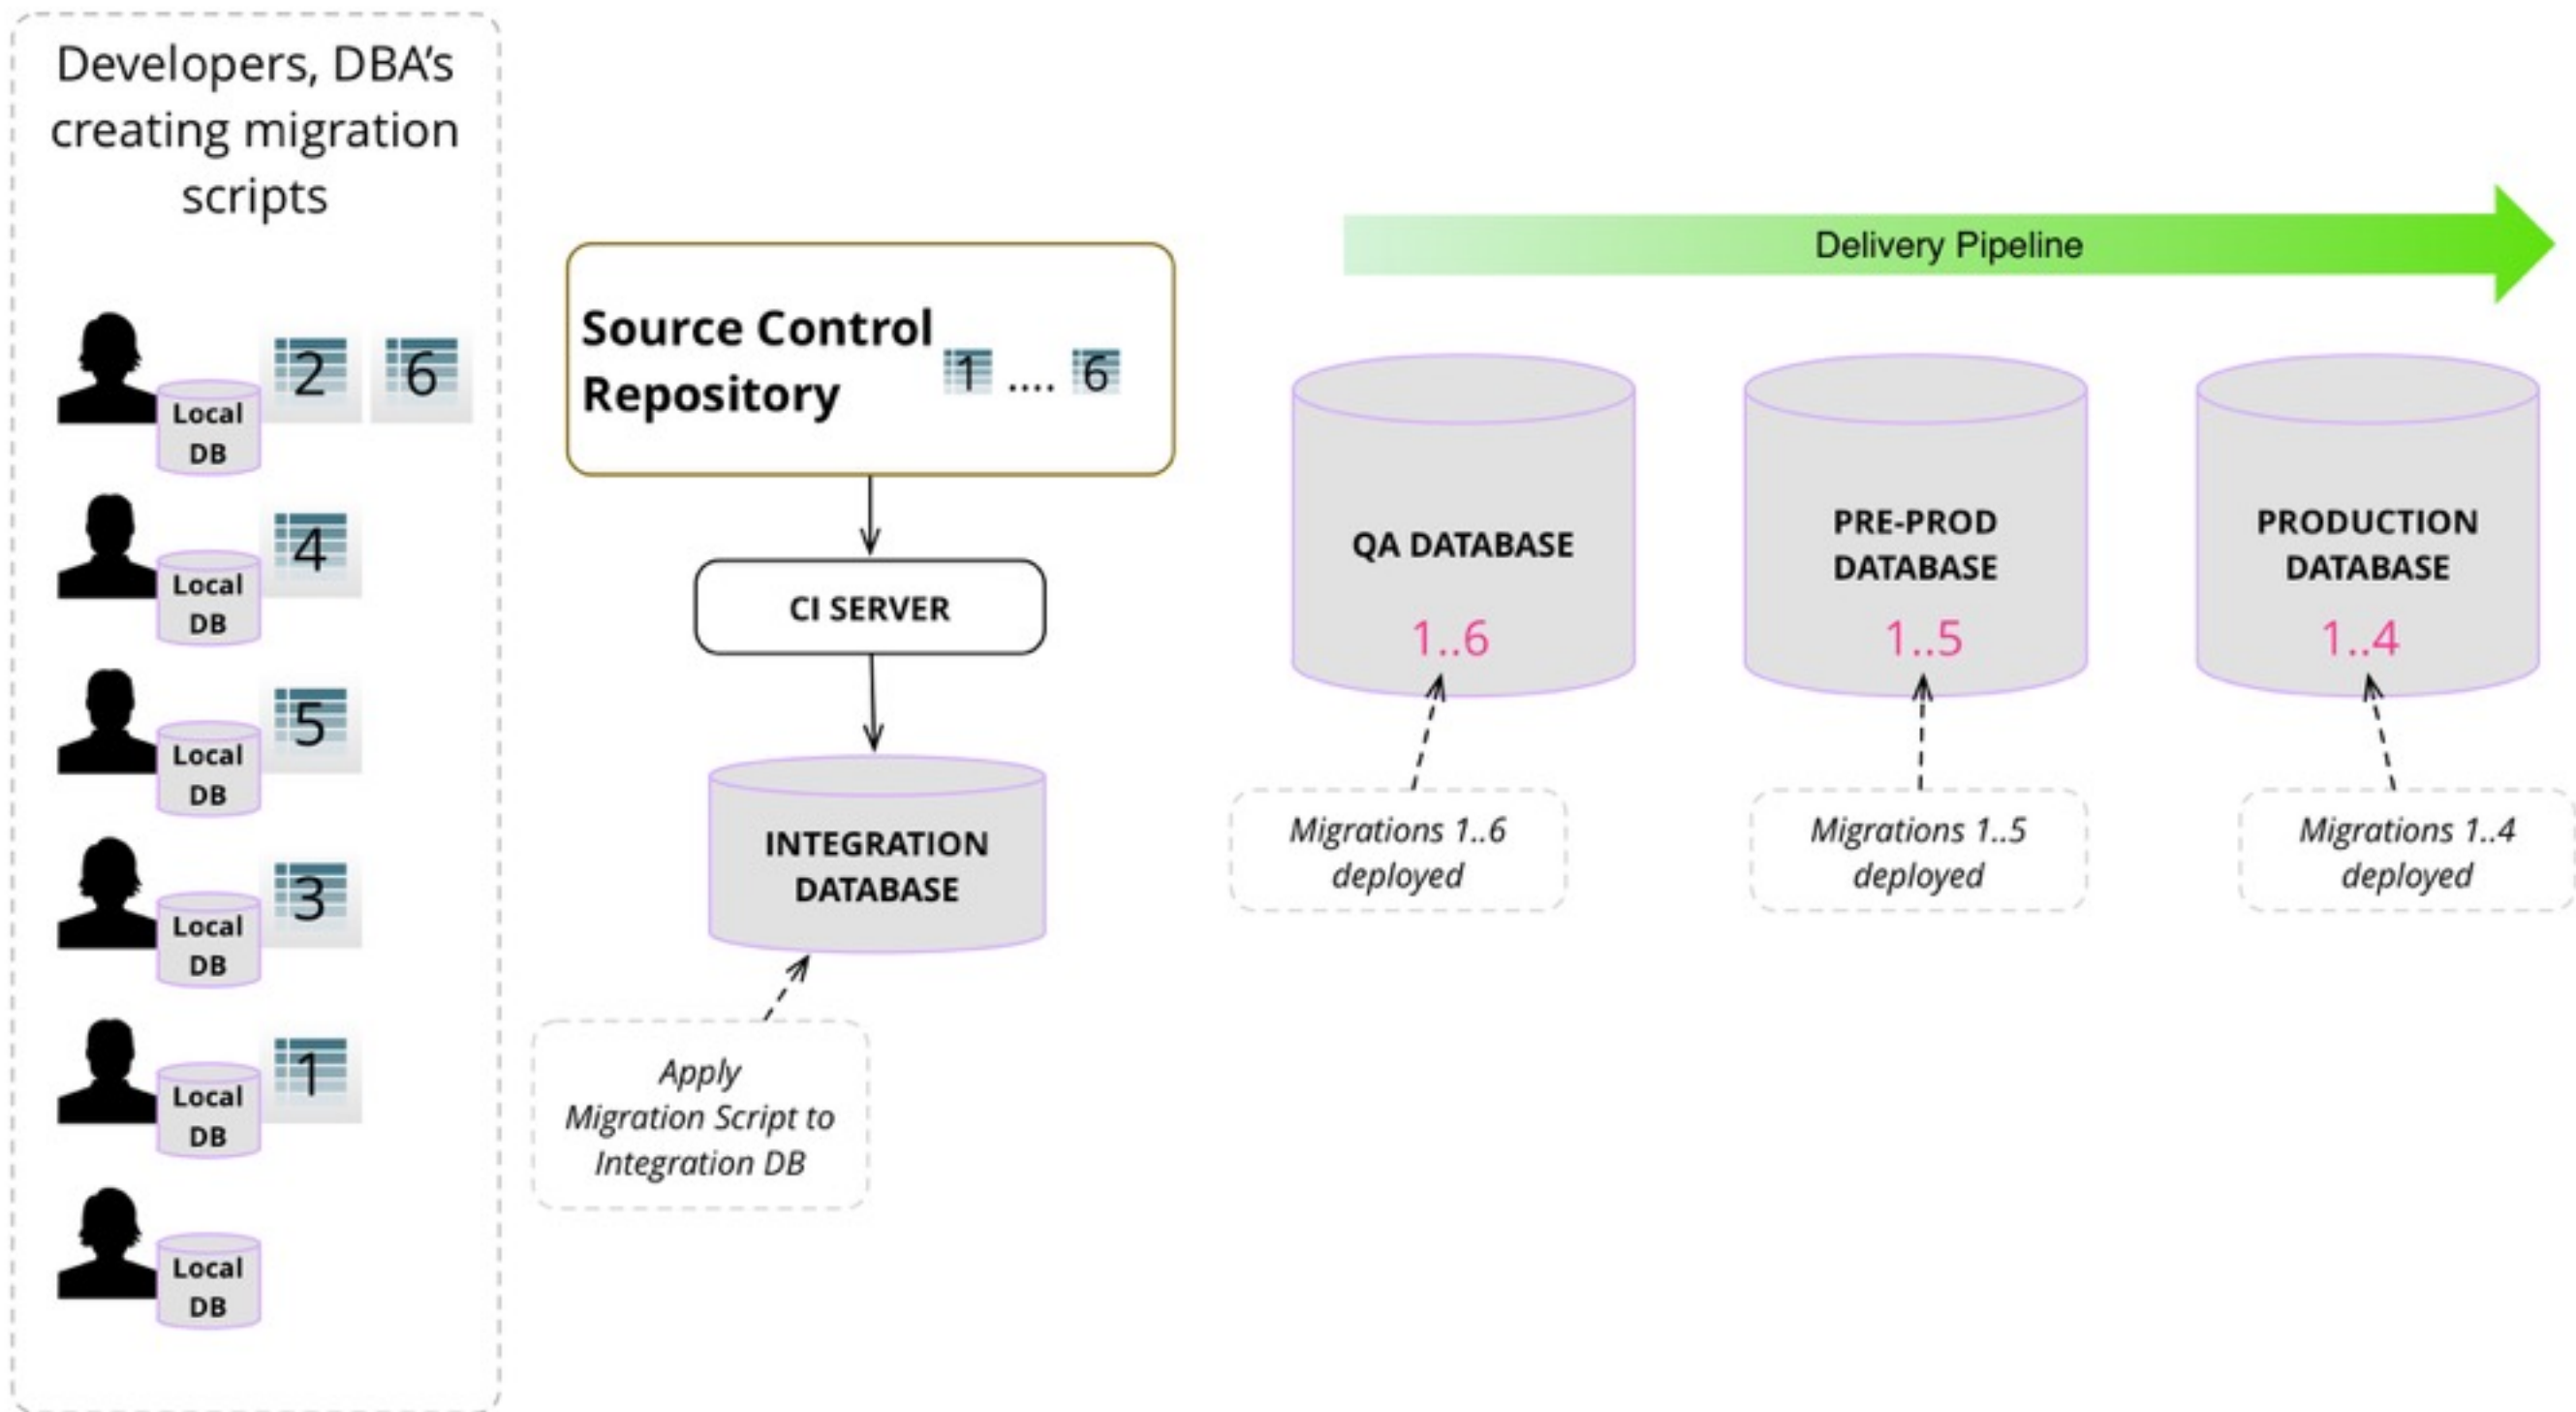 Developers, DBA’s
creating migration
scripts
2
6
Local
DB
4
Local
DB
5
Local
DB
3
Local
DB
1
Local
DB
Local
DB
Source Control
Repository
1 .... 6
CI SERVER
INTEGRATION
DATABASE
Apply
Migration Script to
Integration DB
Delivery Pipeline
QA DATABASE
1..6
Migrations 1..6
deployed
PRE-PROD
DATABASE
1..5
Migrations 1..5
deployed
PRODUCTION
DATABASE
1..4
Migrations 1..4
deployed